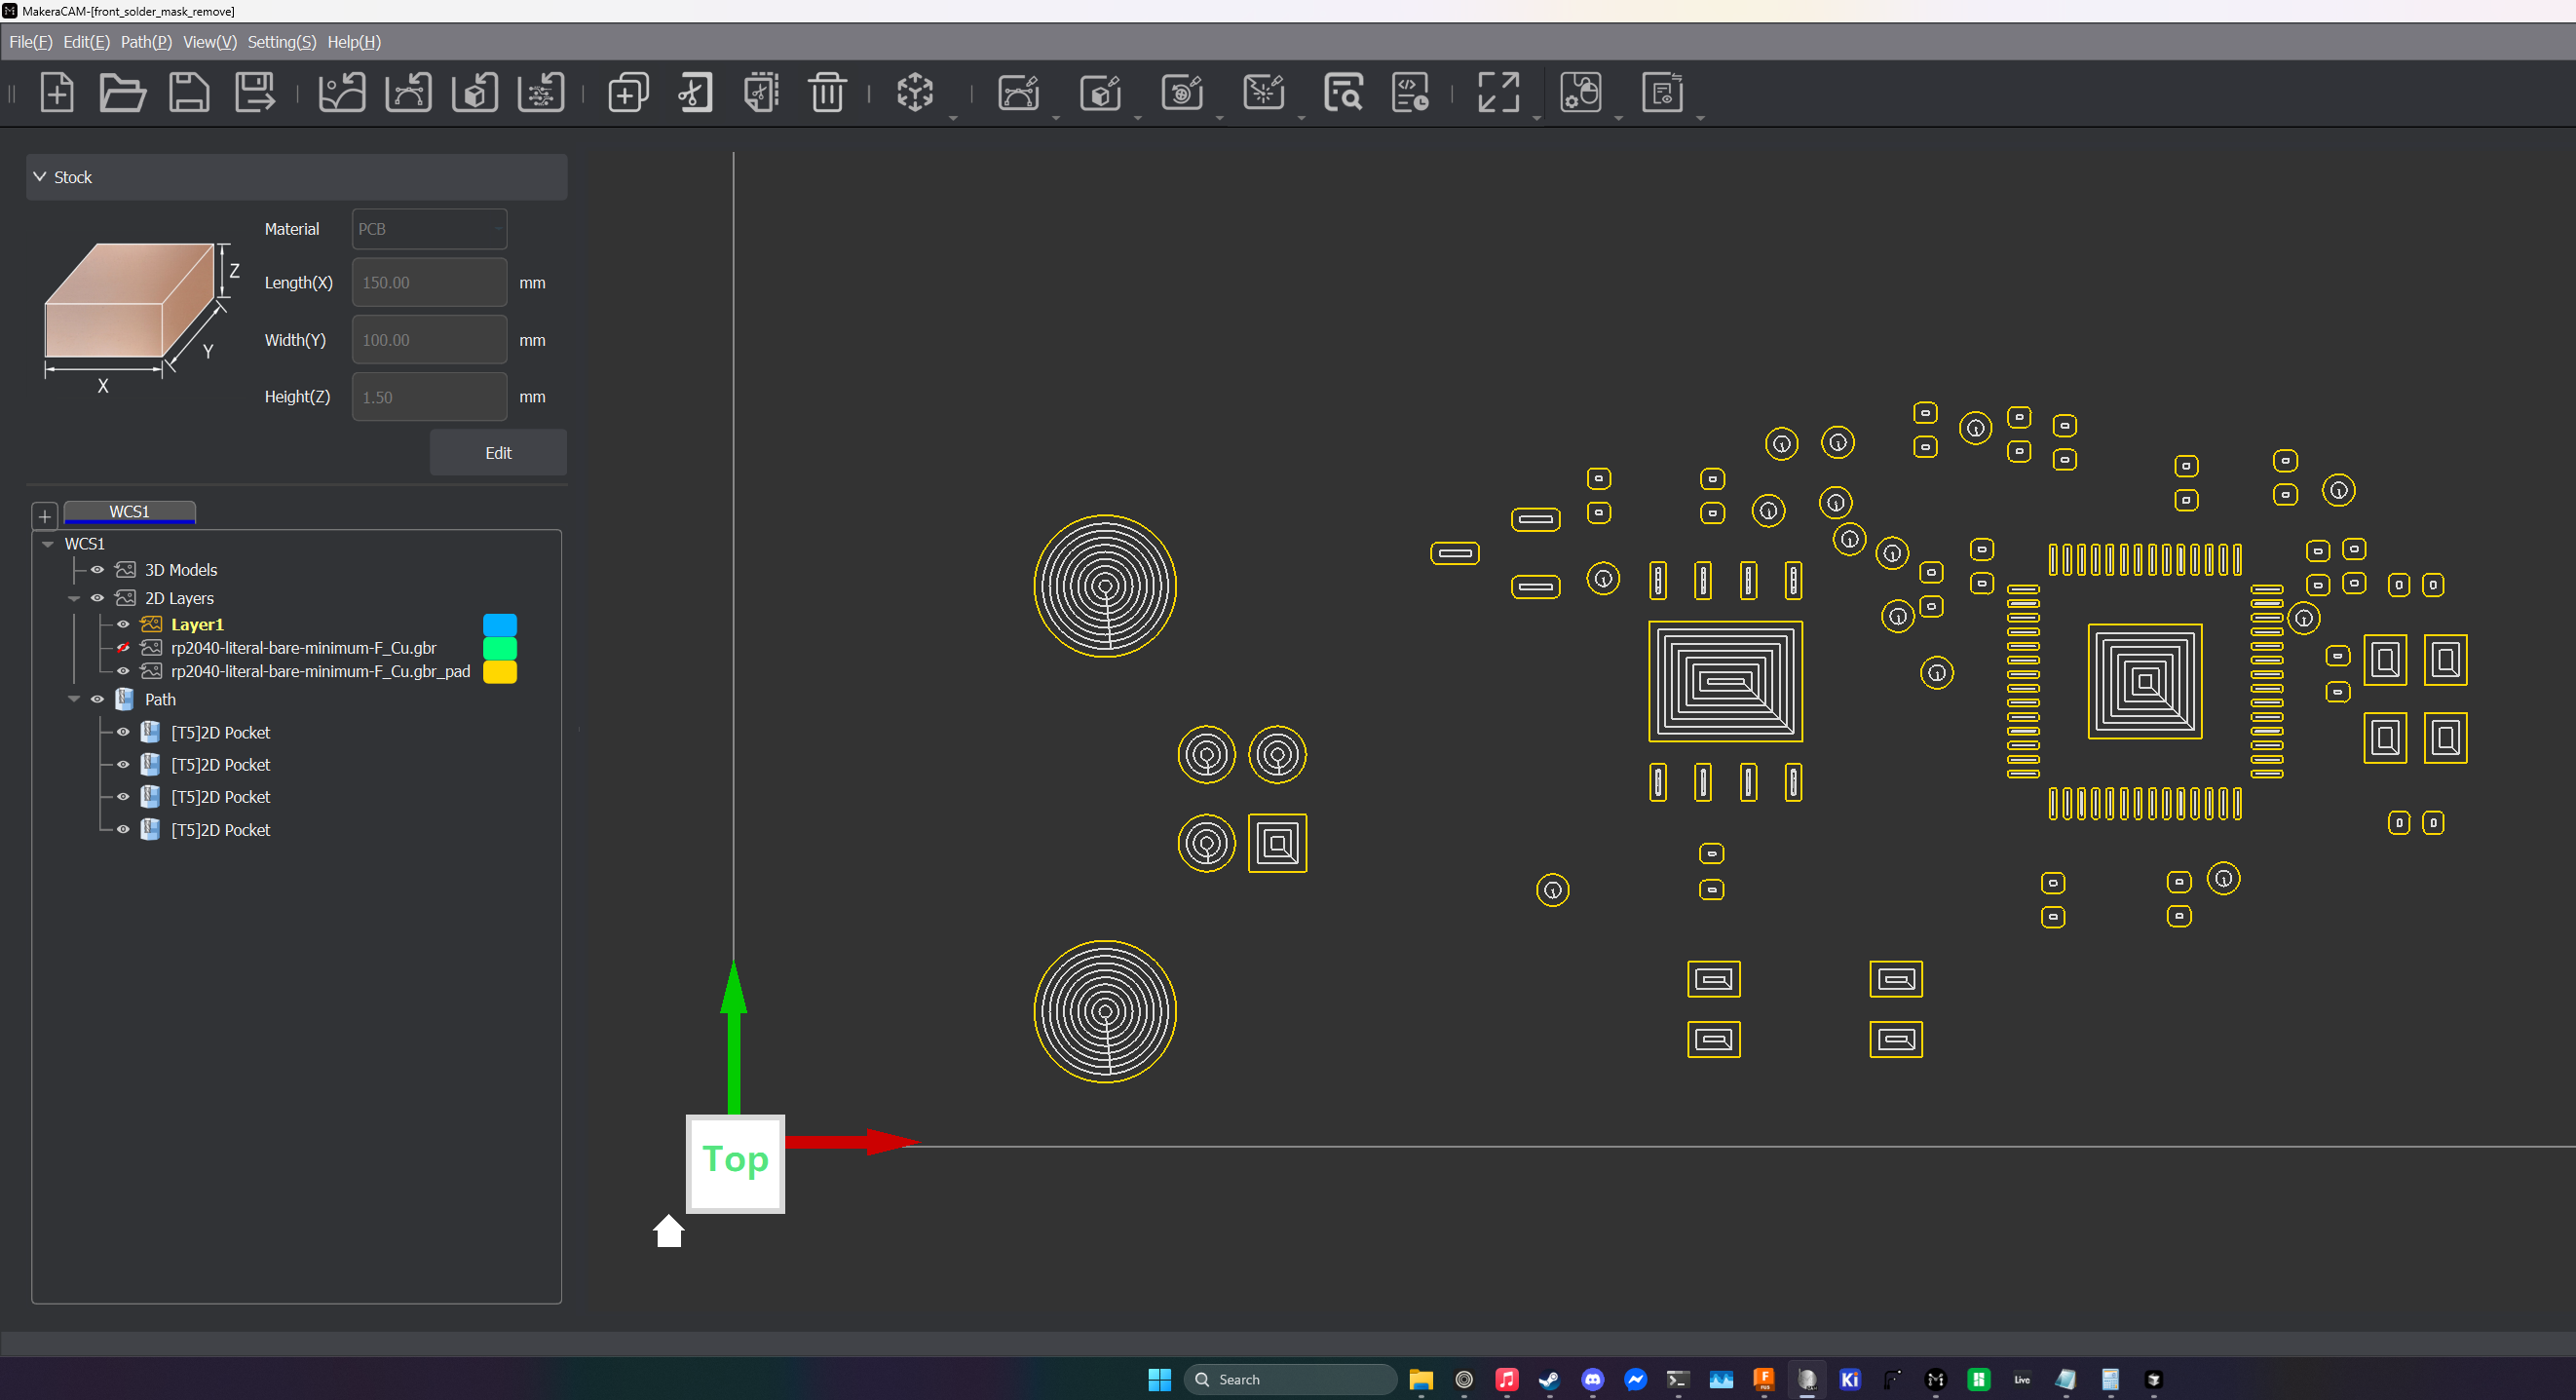 MakeraCAM-[front_solder_mask_remove]
File(F) Edit(E) Path(P) View(V) Setting(S) Help(H)
Stock
Material PCB
Length(X) 150.00 mm
Width(Y) 100.00 mm
Height(Z) 1.50 mm
Z
Y
X
Edit
WCS1
WCS1
3D Models
2D Layers
Layer1
rp2040-literal-bare-minimum-F_Cu.gbr
rp2040-literal-bare-minimum-F_Cu.gbr_pad
Path
[T5]2D Pocket
[T5]2D Pocket
[T5]2D Pocket
[T5]2D Pocket
Top
Search
Ki
Live